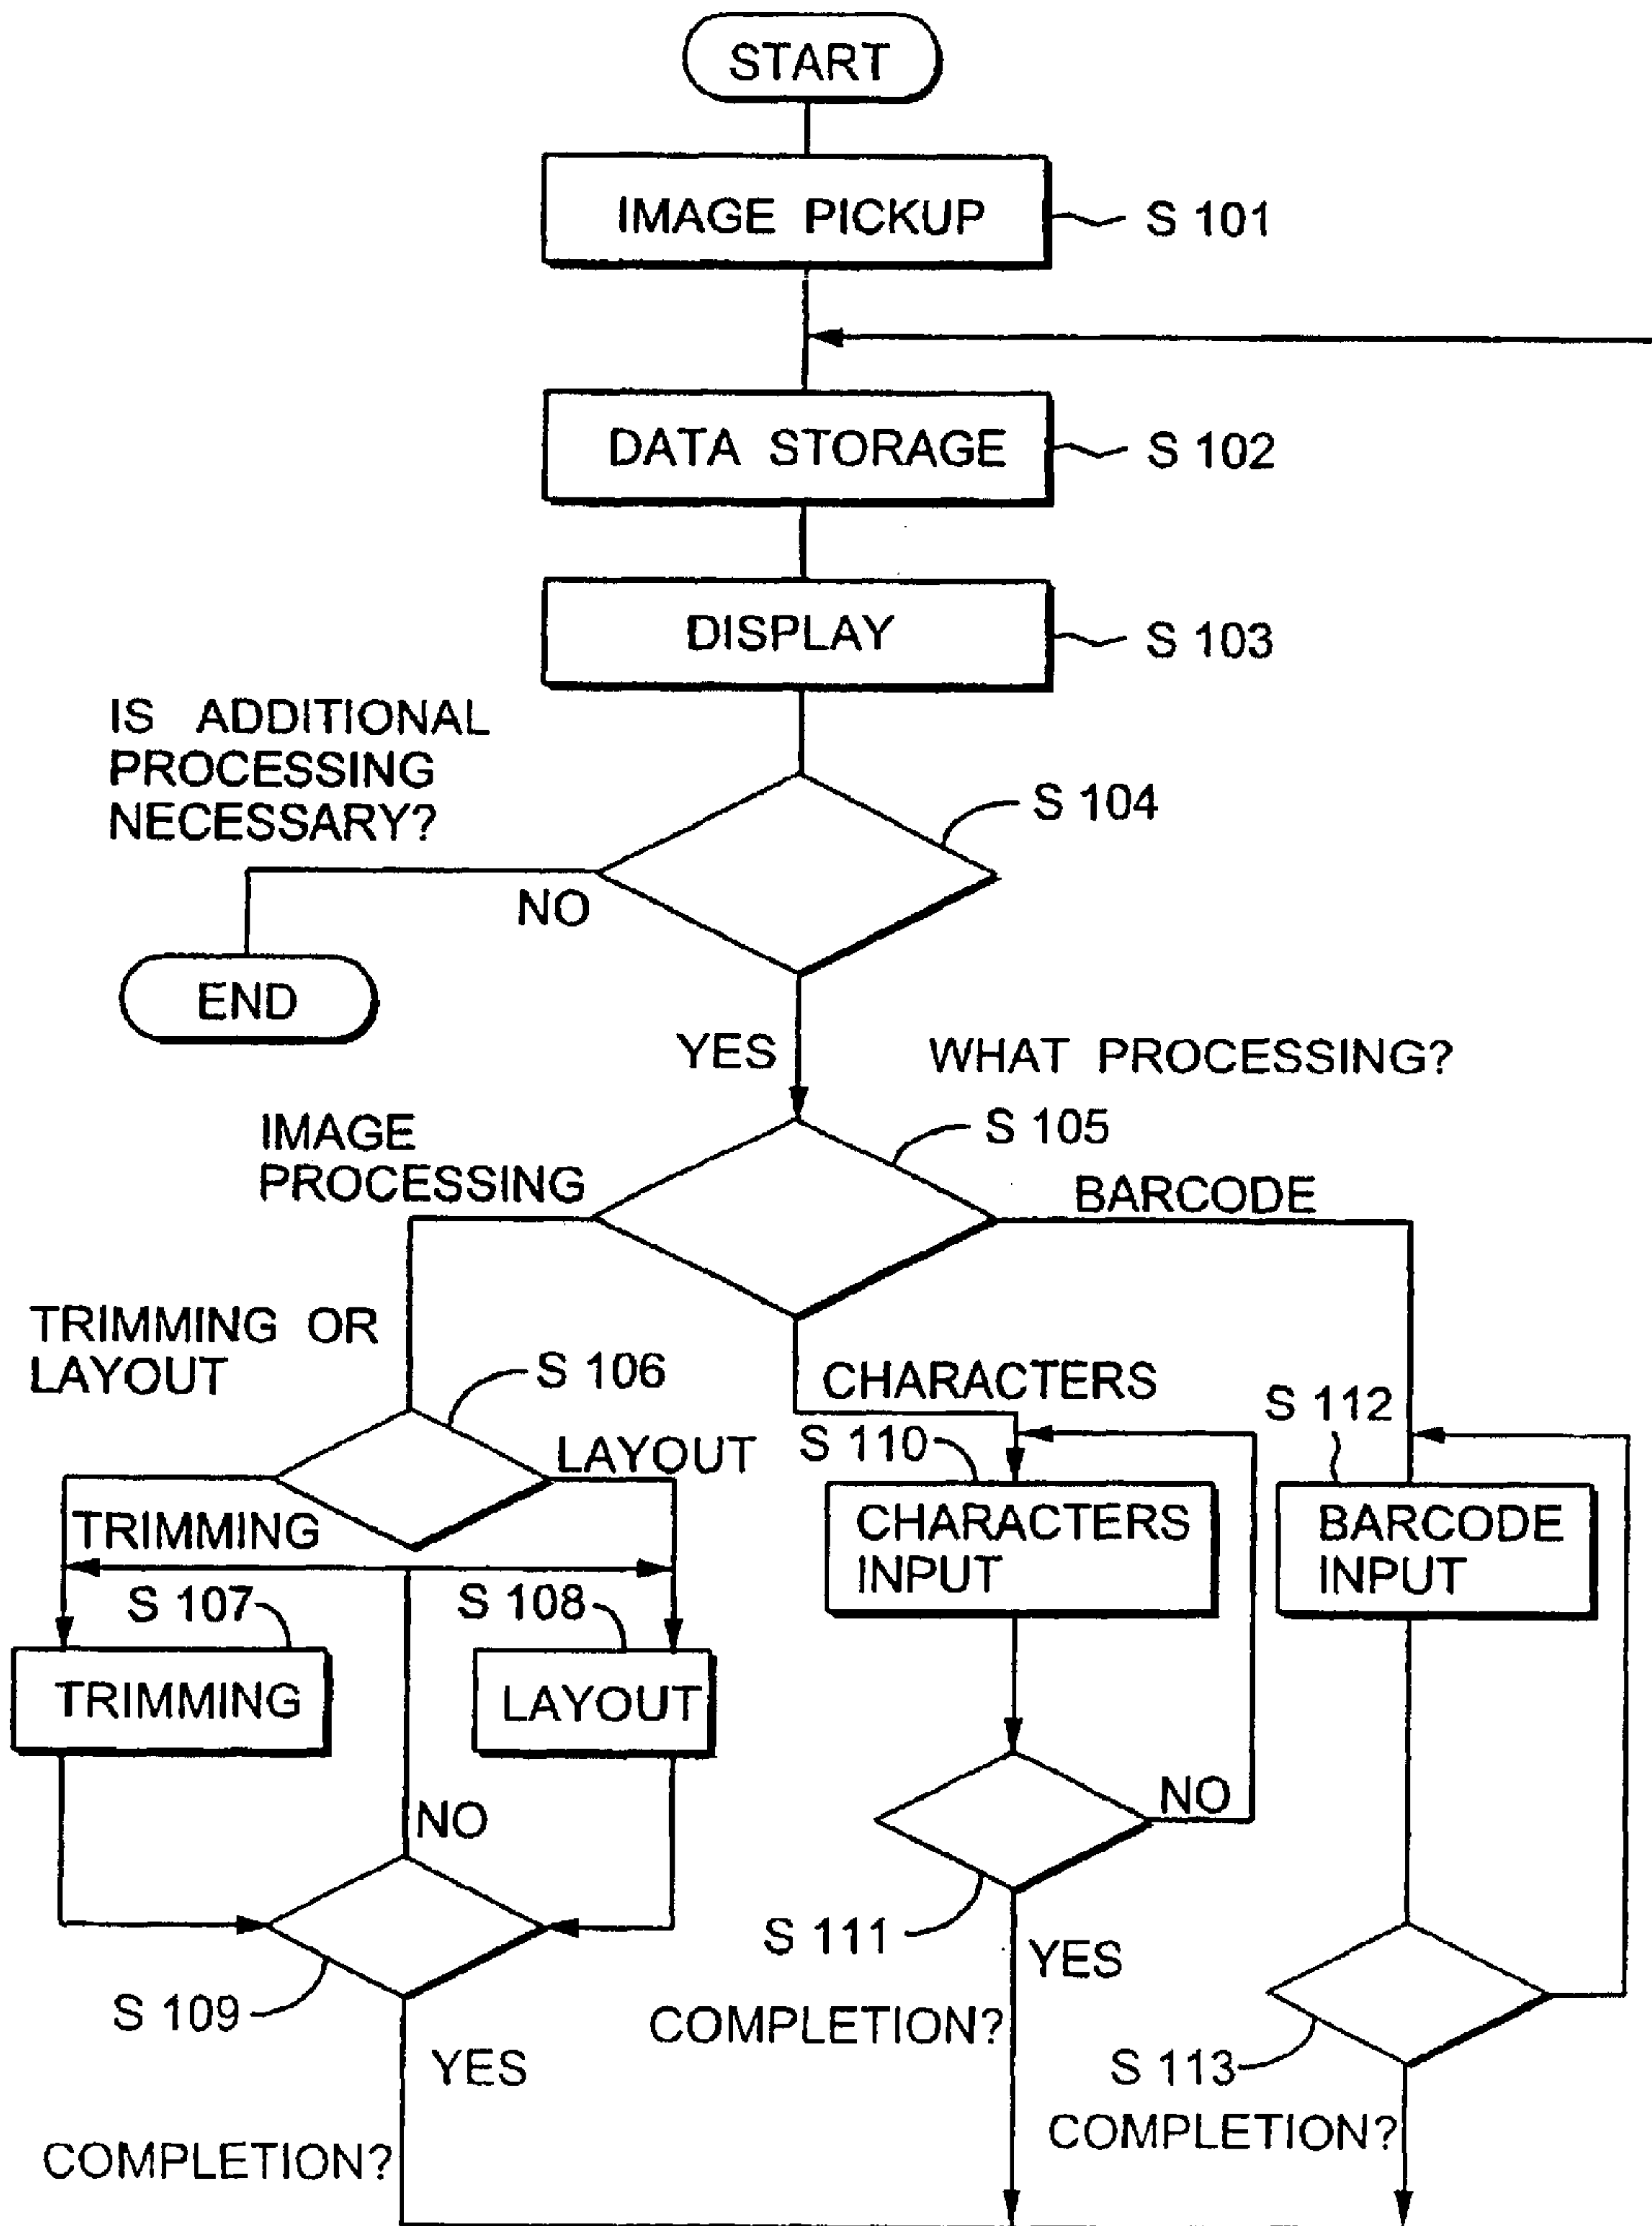 START
IMAGE PICKUP
S 101
DATA STORAGE
S 102
DISPLAY
S 103
IS ADDITIONAL
PROCESSING
NECESSARY?
S 104
NO
END
YES
WHAT PROCESSING?
S 105
IMAGE
PROCESSING
BARCODE
TRIMMING OR
LAYOUT
S 106
CHARACTERS
S 112
LAYOUT
S 110
TRIMMING
CHARACTERS
INPUT
BARCODE
INPUT
S 107
S 108
TRIMMING
LAYOUT
NO
NO
S 111
YES
S 109
COMPLETION?
YES
S 113
COMPLETION?
COMPLETION?